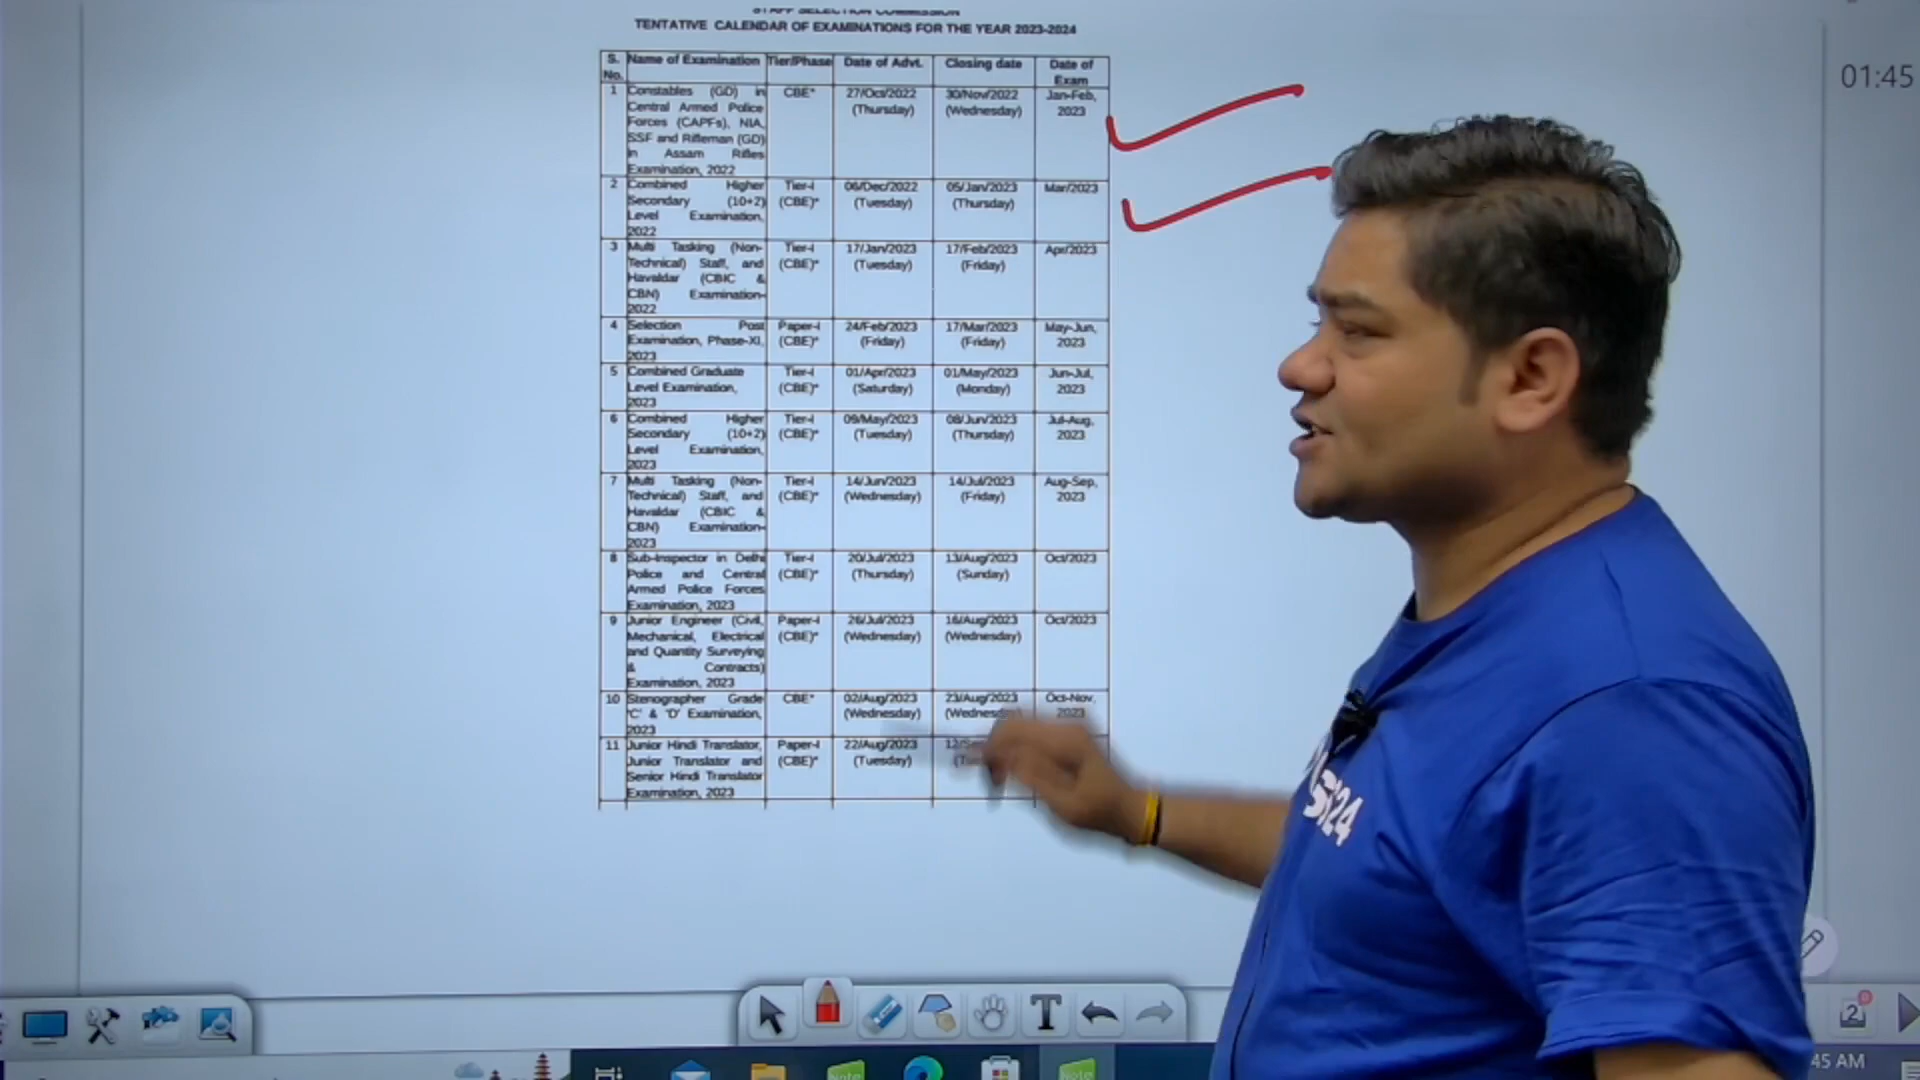 STAFF SELECTION COMMISSION
TENTATIVE CALENDAR OF EXAMINATIONS FOR THE YEAR 2023-2024
S. No. Name of Examination Tier/Phase Date of Advt. Closing date Date of Exam
1 Constables (GD) in Central Armed Police Forces (CAPFs), NIA, SSF and Rifleman (GD) in Assam Rifles Examination, 2022 CBE* 27/Oct/2022 (Thursday) 30/Nov/2022 (Wednesday) Jan-Feb, 2023
2 Combined Higher Secondary (10+2) Level Examination, 2022 Tier-I (CBE)* 06/Dec/2022 (Tuesday) 05/Jan/2023 (Thursday) Mar/2023
3 Multi Tasking (Non-Technical) Staff, and Havaldar (CBIC & CBN) Examination-2022 Tier-I (CBE)* 17/Jan/2023 (Tuesday) 17/Feb/2023 (Friday) Apr/2023
4 Selection Post Examination, Phase-XI, 2023 Paper-I (CBE)* 24/Feb/2023 (Friday) 17/Mar/2023 (Friday) May-Jun, 2023
5 Combined Graduate Level Examination, 2023 Tier-I (CBE)* 01/Apr/2023 (Saturday) 01/May/2023 (Monday) Jun-Jul, 2023
6 Combined Higher Secondary (10+2) Level Examination, 2023 Tier-I (CBE)* 09/May/2023 (Tuesday) 08/Jun/2023 (Thursday) Jul-Aug, 2023
7 Multi Tasking (Non-Technical) Staff, and Havaldar (CBIC & CBN) Examination-2023 Tier-I (CBE)* 14/Jun/2023 (Wednesday) 14/Jul/2023 (Friday) Aug-Sep, 2023
8 Sub-Inspector in Delhi Police and Central Armed Police Forces Examination, 2023 Tier-I (CBE)* 20/Jul/2023 (Thursday) 13/Aug/2023 (Sunday) Oct/2023
9 Junior Engineer (Civil, Mechanical, Electrical and Quantity Surveying & Contracts) Examination, 2023 Paper-I (CBE)* 26/Jul/2023 (Wednesday) 16/Aug/2023 (Wednesday) Oct/2023
10 Stenographer Grade 'C' & 'D' Examination, 2023 CBE* 02/Aug/2023 (Wednesday) 23/Aug/2023 (Wednesday) Oct-Nov, 2023
11 Junior Hindi Translator, Junior Translator and Senior Hindi Translator Examination, 2023 Paper-I (CBE)* 22/Aug/2023 (Tuesday)
01:45
24
T
2
Note
Note
45 AM